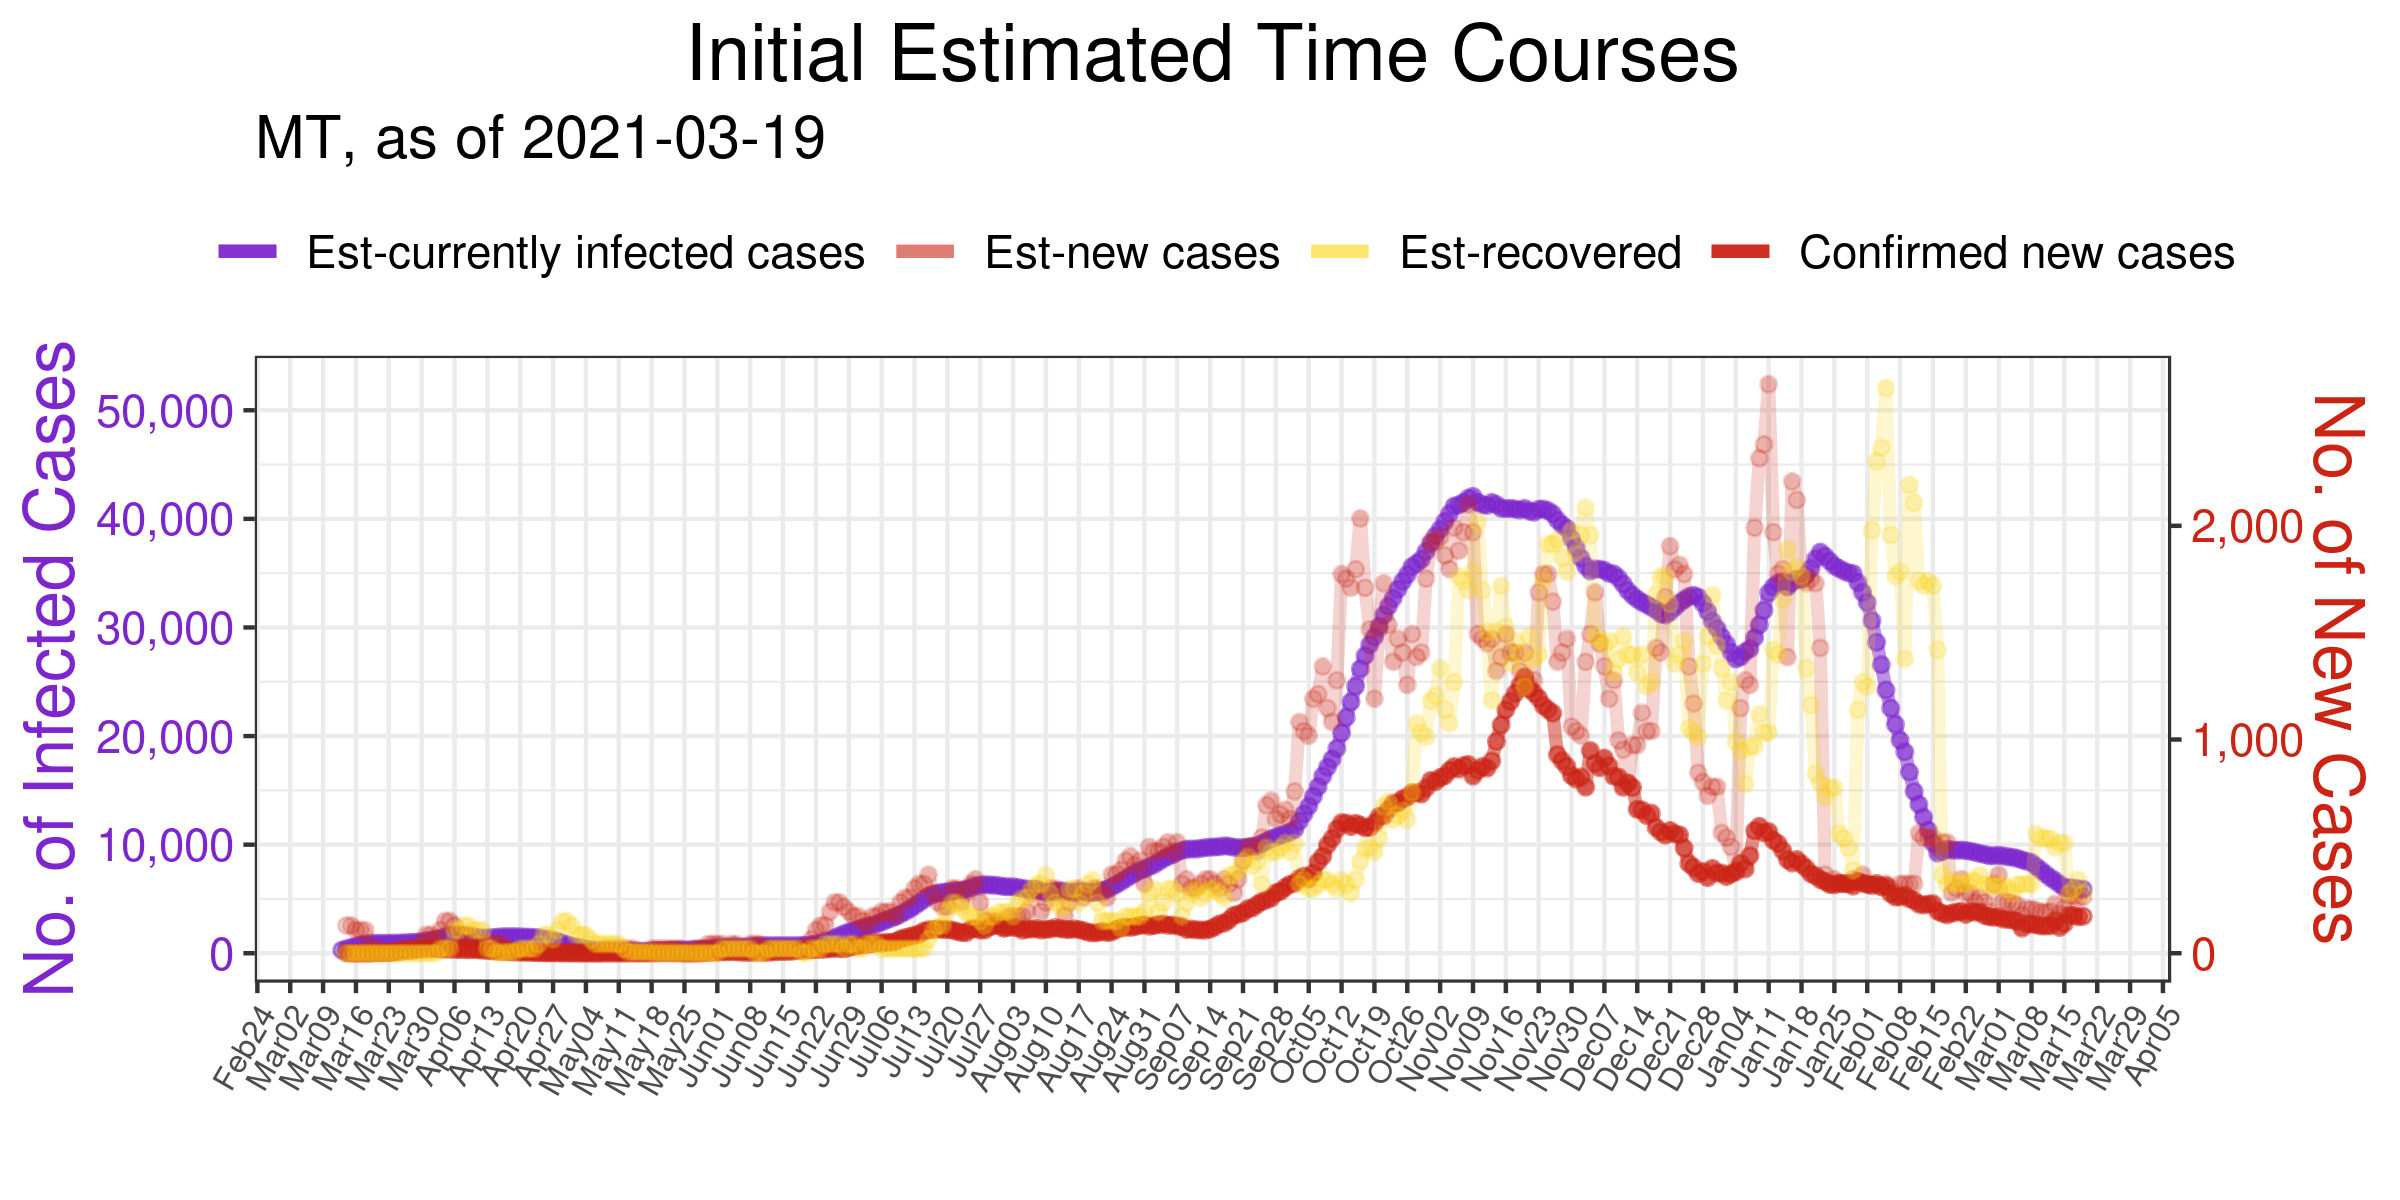 Initial Estimated Time Courses
MT, as of 2021-03-19
Est-currently infected cases Est-new cases Est-recovered Confirmed new cases
No. of Infected Cases
50,000
40,000
30,000
20,000
10,000
0
2,000
1,000
0
No. of New Cases
Feb24 Mar02 Mar09 Mar16 Mar23 Mar30 Apr06 Apr13 Apr20 Apr27 May04 May11 May18 May25 Jun01 Jun08 Jun15 Jun22 Jun29 Jul06 Jul13 Jul20 Jul27 Aug03 Aug10 Aug17 Aug24 Aug31 Sep07 Sep14 Sep21 Sep28 Oct05 Oct12 Oct19 Oct26 Nov02 Nov09 Nov16 Nov23 Nov30 Dec07 Dec14 Dec21 Dec28 Jan04 Jan11 Jan18 Jan25 Feb01 Feb08 Feb15 Feb22 Mar01 Mar08 Mar15 Mar22 Mar29 Apr05